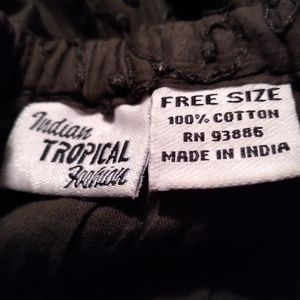 Indian
TROPICAL
Fashion
FREE SIZE
100% COTTON
RN 93886
MADE IN INDIA